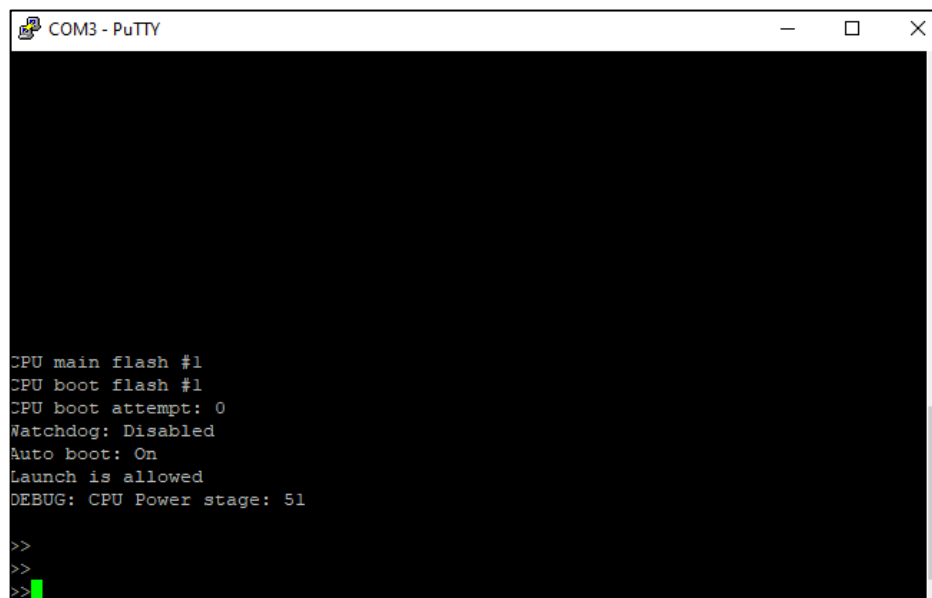 COM3 - PuTTY
CPU main flash #1
CPU boot flash #1
CPU boot attempt: 0
Watchdog: Disabled
Auto boot: On
Launch is allowed
DEBUG: CPU Power stage: 51
>>
>>
>>